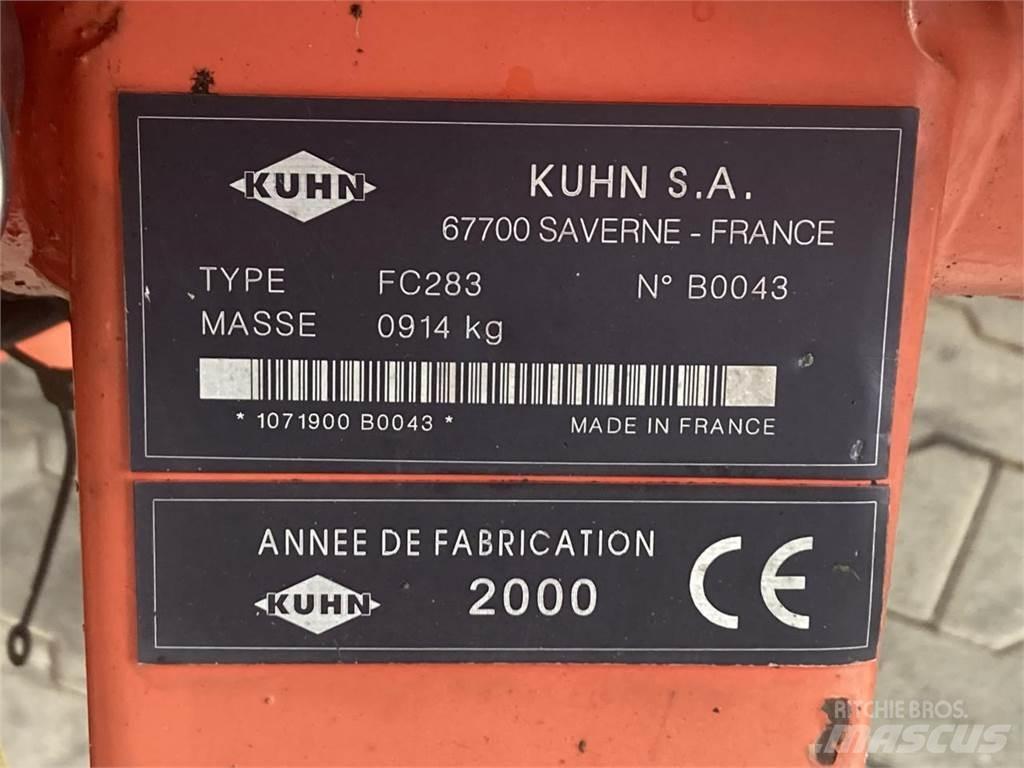 KUHN
KUHN S.A.
67700 SAVERNE - FRANCE
TYPE FC283 N° B0043
MASSE 0914 kg
* 1071900 B0043 * MADE IN FRANCE
ANNEE DE FABRICATION
KUHN 2000 CE
RITCHIE BROS.
MASCUS